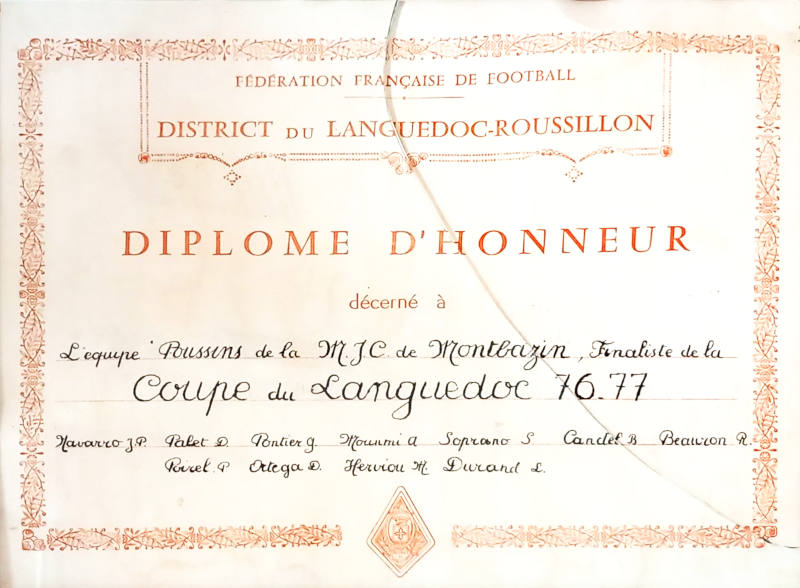 FÉDÉRATION FRANÇAISE DE FOOTBALL
DISTRICT DU LANGUEDOC-ROUSSILLON
DIPLOME D'HONNEUR
décerné à
L'equipe Poussins de la M.J.C. de Montbazin, Finaliste de la
Coupe du Languedoc 76.77
Navarro J.P. Palet D. Pontier G. Mounmi A Soprano S. Candel B Beauron R.
Poirel P Ortega D. Herviou M. Durand L.